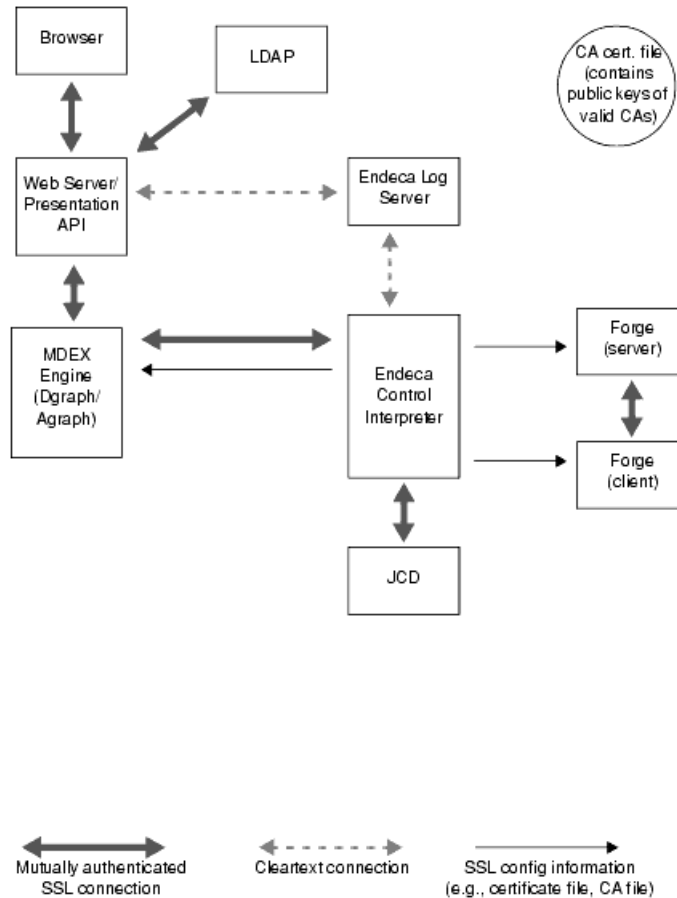 Browser
LDAP
CA cert. file
(contains
public keys of
valid CAs)
Web Server/
Presentation
API
Endeca Log
Server
MDEX
Engine
(Dgraph/
Agraph)
Endeca
Control
Interpreter
Forge
(server)
Forge
(client)
JCD
Mutually authenticated
SSL connection
Cleartext connection
SSL config information
(e.g., certificate file, CA file)